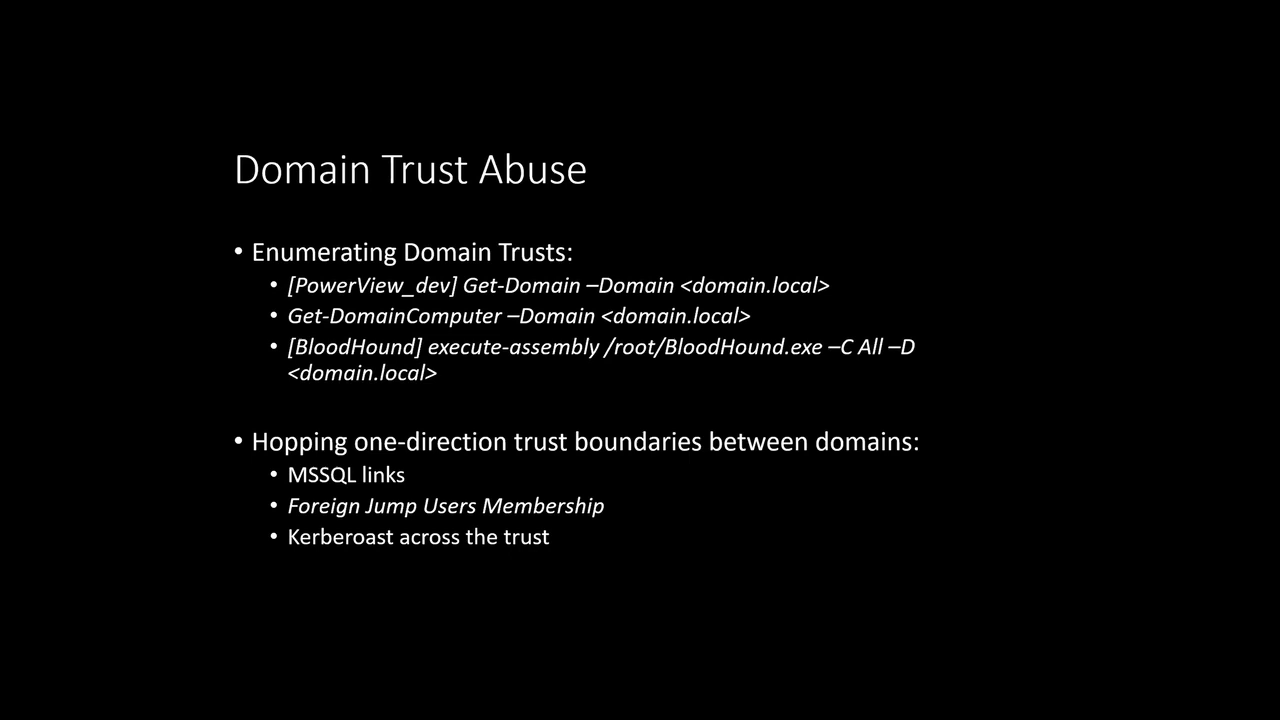 Domain Trust Abuse
• Enumerating Domain Trusts:
• [PowerView_dev] Get-Domain –Domain <domain.local>
• Get-DomainComputer –Domain <domain.local>
• [BloodHound] execute-assembly /root/BloodHound.exe –C All –D
<domain.local>
• Hopping one-direction trust boundaries between domains:
• MSSQL links
• Foreign Jump Users Membership
• Kerberoast across the trust